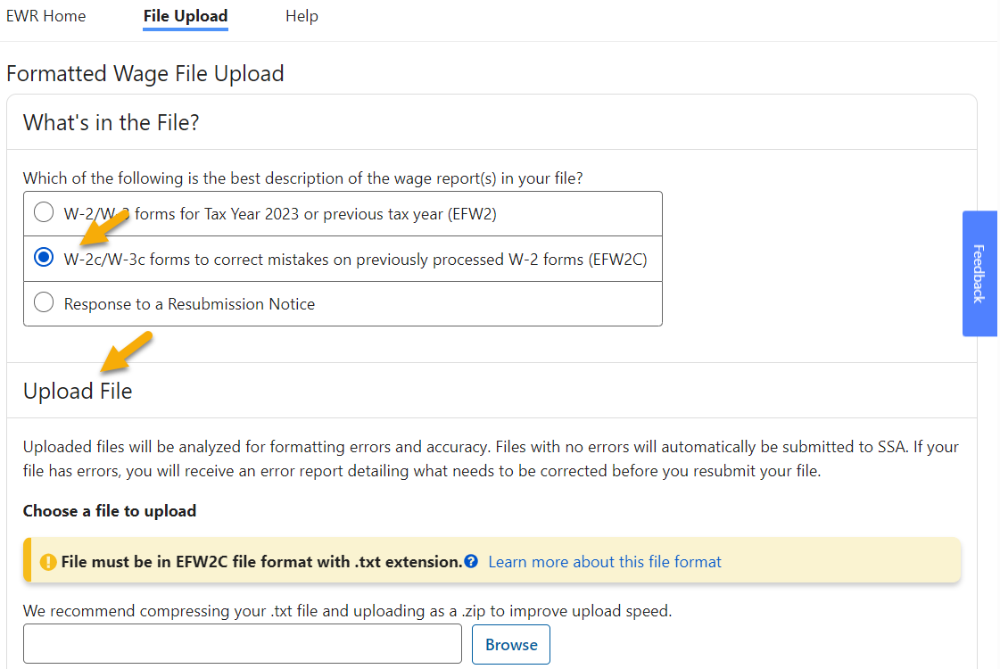 EWR Home File Upload Help
Formatted Wage File Upload
What's in the File?
Which of the following is the best description of the wage report(s) in your file?
W-2/W-3 forms for Tax Year 2023 or previous tax year (EFW2)
W-2c/W-3c forms to correct mistakes on previously processed W-2 forms (EFW2C)
Response to a Resubmission Notice
Feedback
Upload File
Uploaded files will be analyzed for formatting errors and accuracy. Files with no errors will automatically be submitted to SSA. If your
file has errors, you will receive an error report detailing what needs to be corrected before you resubmit your file.
Choose a file to upload
File must be in EFW2C file format with .txt extension. Learn more about this file format
We recommend compressing your .txt file and uploading as a .zip to improve upload speed.
Browse